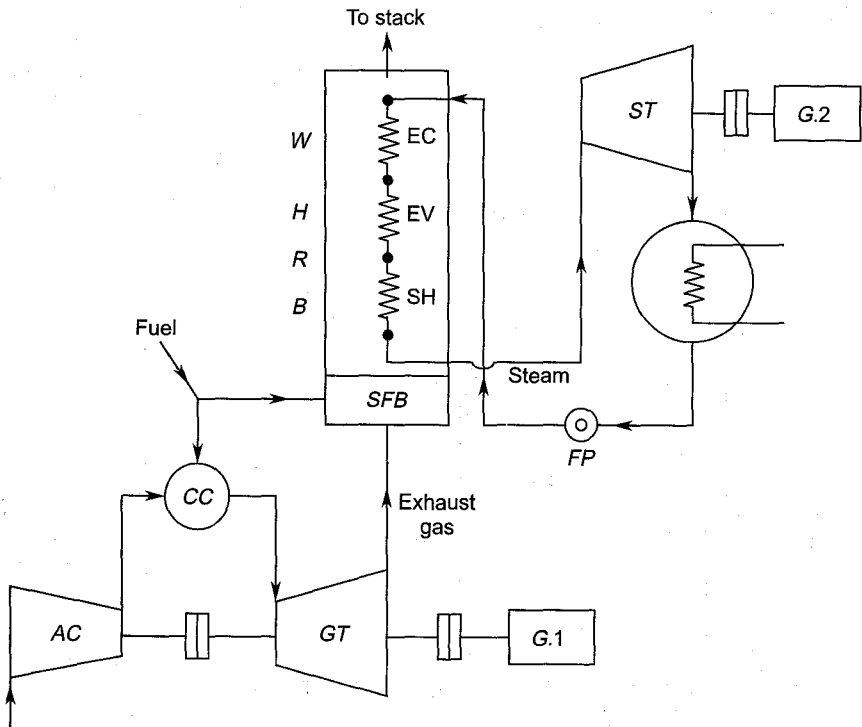 To stack
ST
G.2
W
EC
H
EV
R
B
SH
Fuel
Steam
SFB
FP
CC
Exhaust
gas
AC
GT
G.1